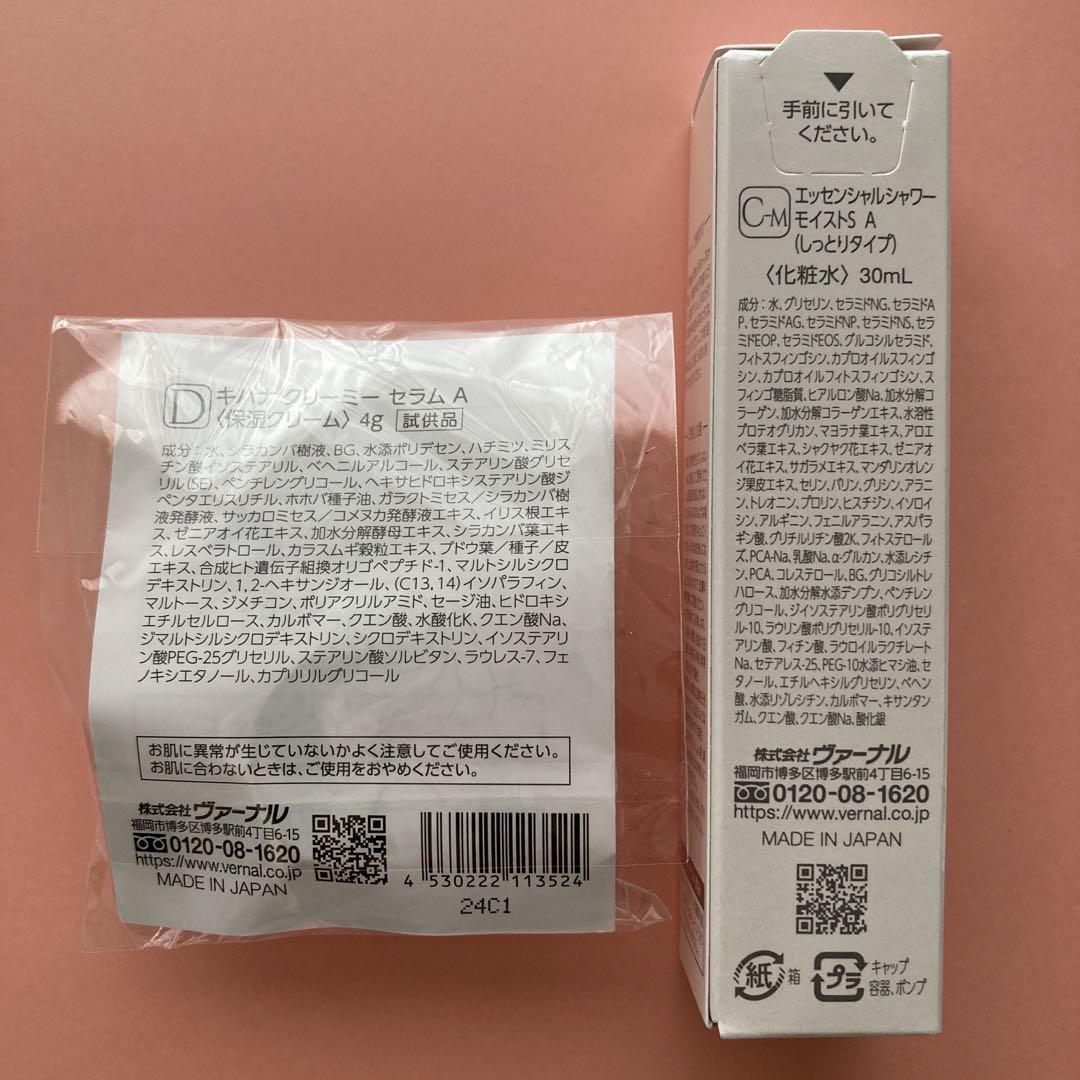 D
キハナ クリーミー セラム A
〈保湿クリーム〉 4g 試供品
成分：水、シラカンバ樹液、BG、水添ポリデセン、ハチミツ、ミリス
チン酸イソステアリル、ベヘニルアルコール、ステアリン酸グリセ
リル(SE)、ペンチレングリコール、ヘキサヒドロキシステアリン酸ジ
ペンタエリスリチル、ホホバ種子油、ガラクトミセス／シラカンバ樹
液発酵液、サッカロミセス／コメヌカ発酵液エキス、イリス根エキ
ス、ゼニアオイ花エキス、加水分解酵母エキス、シラカンバ葉エキ
ス、レスベラトロール、カラスムギ穀粒エキス、ブドウ葉／種子／皮
エキス、合成ヒト遺伝子組換オリゴペプチド-1、マルトシルシクロ
デキストリン、1,2-ヘキサンジオール、(C13,14)イソパラフィン、
マルトース、ジメチコン、ポリアクリルアミド、セージ油、ヒドロキシ
エチルセルロース、カルボマー、クエン酸、水酸化K、クエン酸Na、
ジマルトシルシクロデキストリン、シクロデキストリン、イソステアリ
ン酸PEG-25グリセリル、ステアリン酸ソルビタン、ラウレス-7、フェ
ノキシエタノール、カプリリルグリコール
お肌に異常が生じていないかよく注意してご使用ください。
お肌に合わないときは、ご使用をおやめください。
株式会社 ヴァーナル
福岡市博多区博多駅前4丁目6-15
0120-08-1620
https://www.vernal.co.jp
MADE IN JAPAN
4 530222 113524
24C1
手前に引いて
ください。
C-M
エッセンシャルシャワー
モイストS A
(しっとりタイプ)
〈化粧水〉 30mL
成分：水、グリセリン、セラミドNG、セラミドA
P、セラミドAG、セラミドNP、セラミドNS、セラ
ミドEOP、セラミドEOS、グルコシルセラミド、
フィトスフィンゴシン、カプロオイルスフィンゴ
シン、カプロオイルフィトスフィンゴシン、ス
フィンゴ糖脂質、ヒアルロン酸Na、加水分解コ
ラーゲン、加水分解コラーゲンエキス、水溶性
プロテオグリカン、マヨラナ葉エキス、アロエ
ベラ葉エキス、シャクヤク花エキス、ゼニアオ
イ花エキス、サガラメエキス、マンダリンオレン
ジ果皮エキス、セリン、バリン、グリシン、アラニ
ン、トレオニン、プロリン、ヒスチジン、イソロイ
シン、アルギニン、フェニルアラニン、アスパラ
ギン酸、グリチルリチン酸2K、フィトステロー
ルズ、PCA-Na、乳酸Na、α-グルカン、水添レシチ
ン、PCA、コレステロール、BG、グリコシルトレ
ハロース、加水分解水添デンプン、ペンチレン
グリコール、ジイソステアリン酸ポリグリセリ
ル-10、ラウリン酸ポリグリセリル-10、イソステ
アリン酸、フィチン酸、ラウロイルラクチレート
Na、セテアレス-25、PEG-10水添ヒマシ油、セ
タノール、エチルヘキシルグリセリン、ベヘン
酸、水添リゾレシチン、カルボマー、キサンタン
ガム、クエン酸、クエン酸Na、酸化銀
株式会社 ヴァーナル
福岡市博多区博多駅前4丁目6-15
0120-08-1620
https://www.vernal.co.jp
MADE IN JAPAN
紙 箱
プラ キャップ
容器、ポンプ